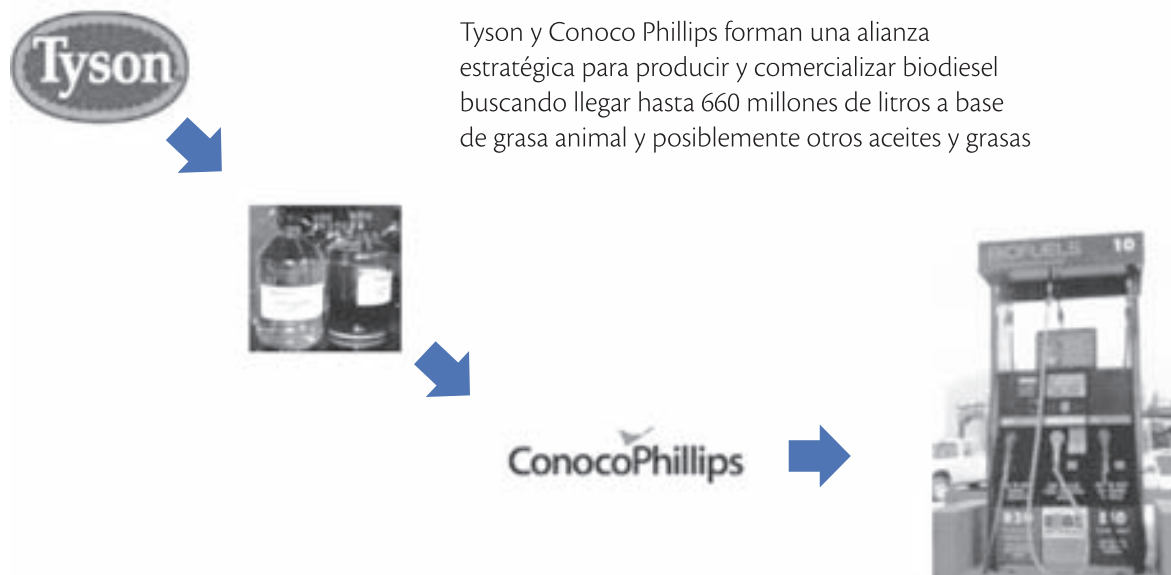 Tyson
Tyson y Conoco Phillips forman una alianza
estratégica para producir y comercializar biodiesel
buscando llegar hasta 660 millones de litros a base
de grasa animal y posiblemente otros aceites y grasas
BIOFUELS 10
ConocoPhillips